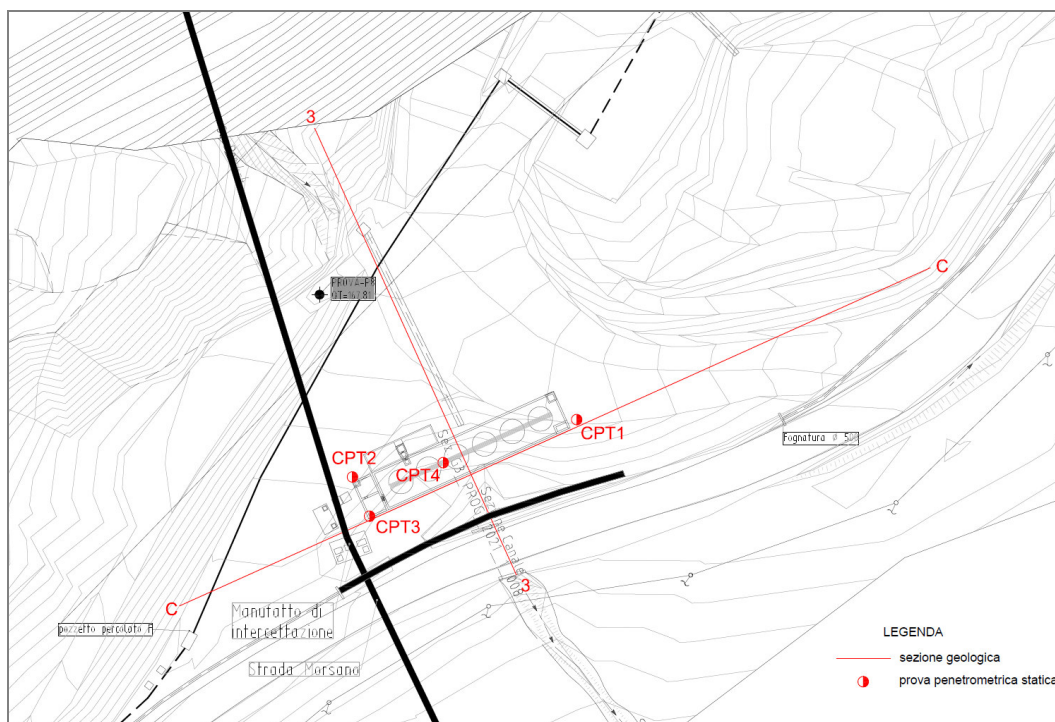 3
PROVA-P8
C
CPT1
Fognatura Ø 500
CPT2
CPT4
CPT3
C
3
Manufatto di
intercettazione
pozzetto percolato F
Strada Morsano
LEGENDA
sezione geologica
prova penetrometrica statica